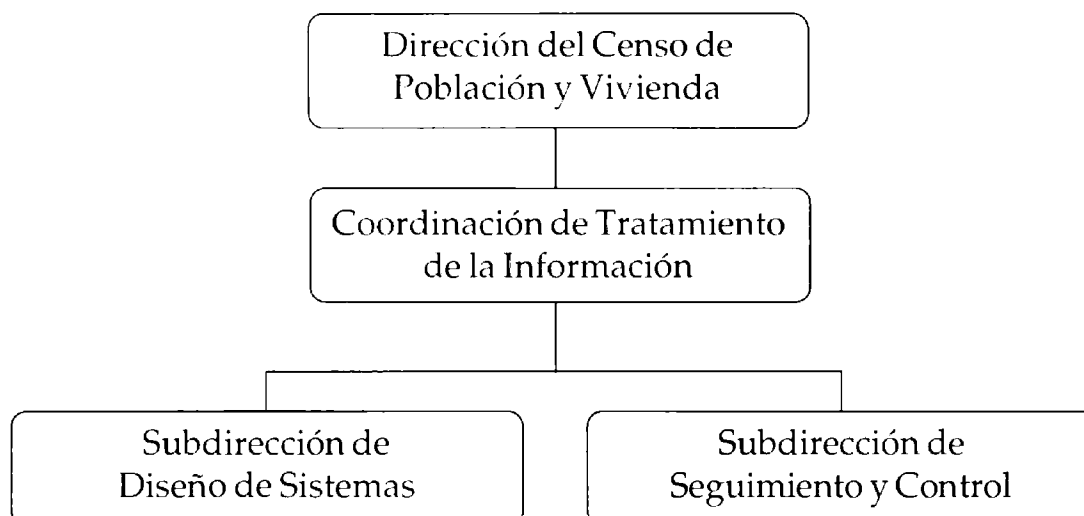 Dirección del Censo de
Población y Vivienda
Coordinación de Tratamiento
de la Información
Subdirección de
Diseño de Sistemas
Subdirección de
Seguimiento y Control